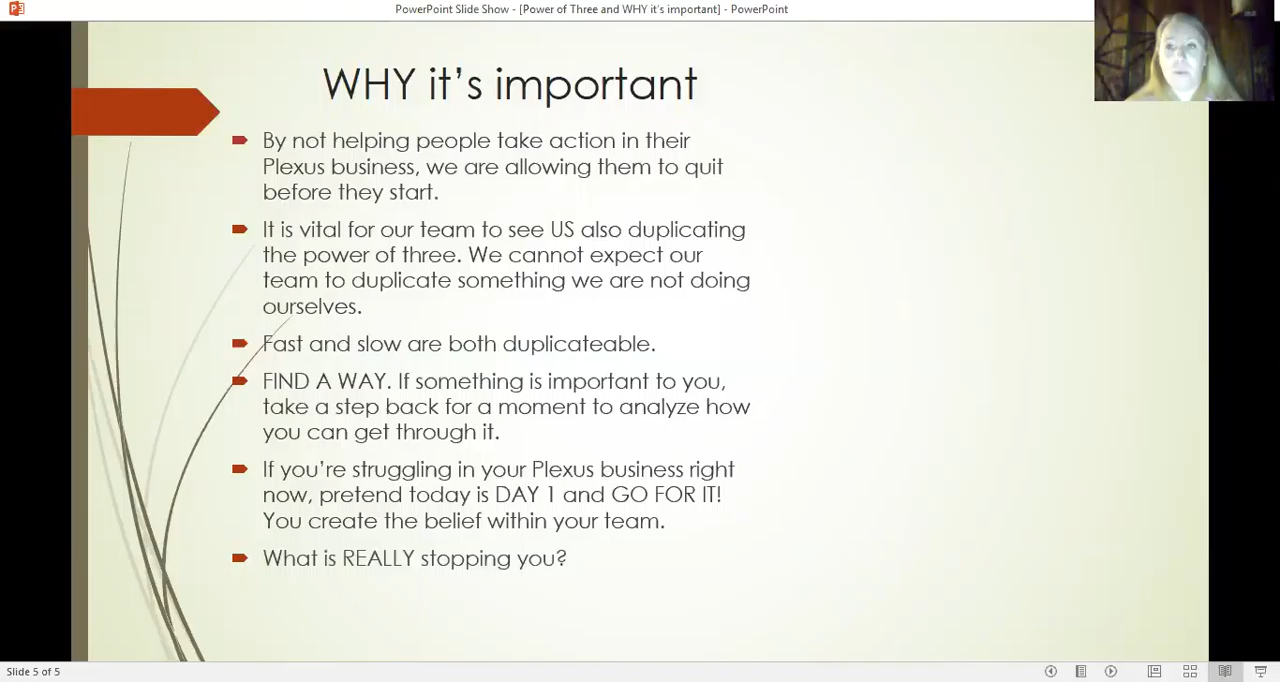 PowerPoint Slide Show - [Power of Three and WHY it's important] - PowerPoint
WHY it's important
By not helping people take action in their
Plexus business, we are allowing them to quit
before they start.
It is vital for our team to see US also duplicating
the power of three. We cannot expect our
team to duplicate something we are not doing
ourselves.
Fast and slow are both duplicateable.
FIND A WAY. If something is important to you,
take a step back for a moment to analyze how
you can get through it.
If you're struggling in your Plexus business right
now, pretend today is DAY 1 and GO FOR IT!
You create the belief within your team.
What is REALLY stopping you?
Slide 5 of 5